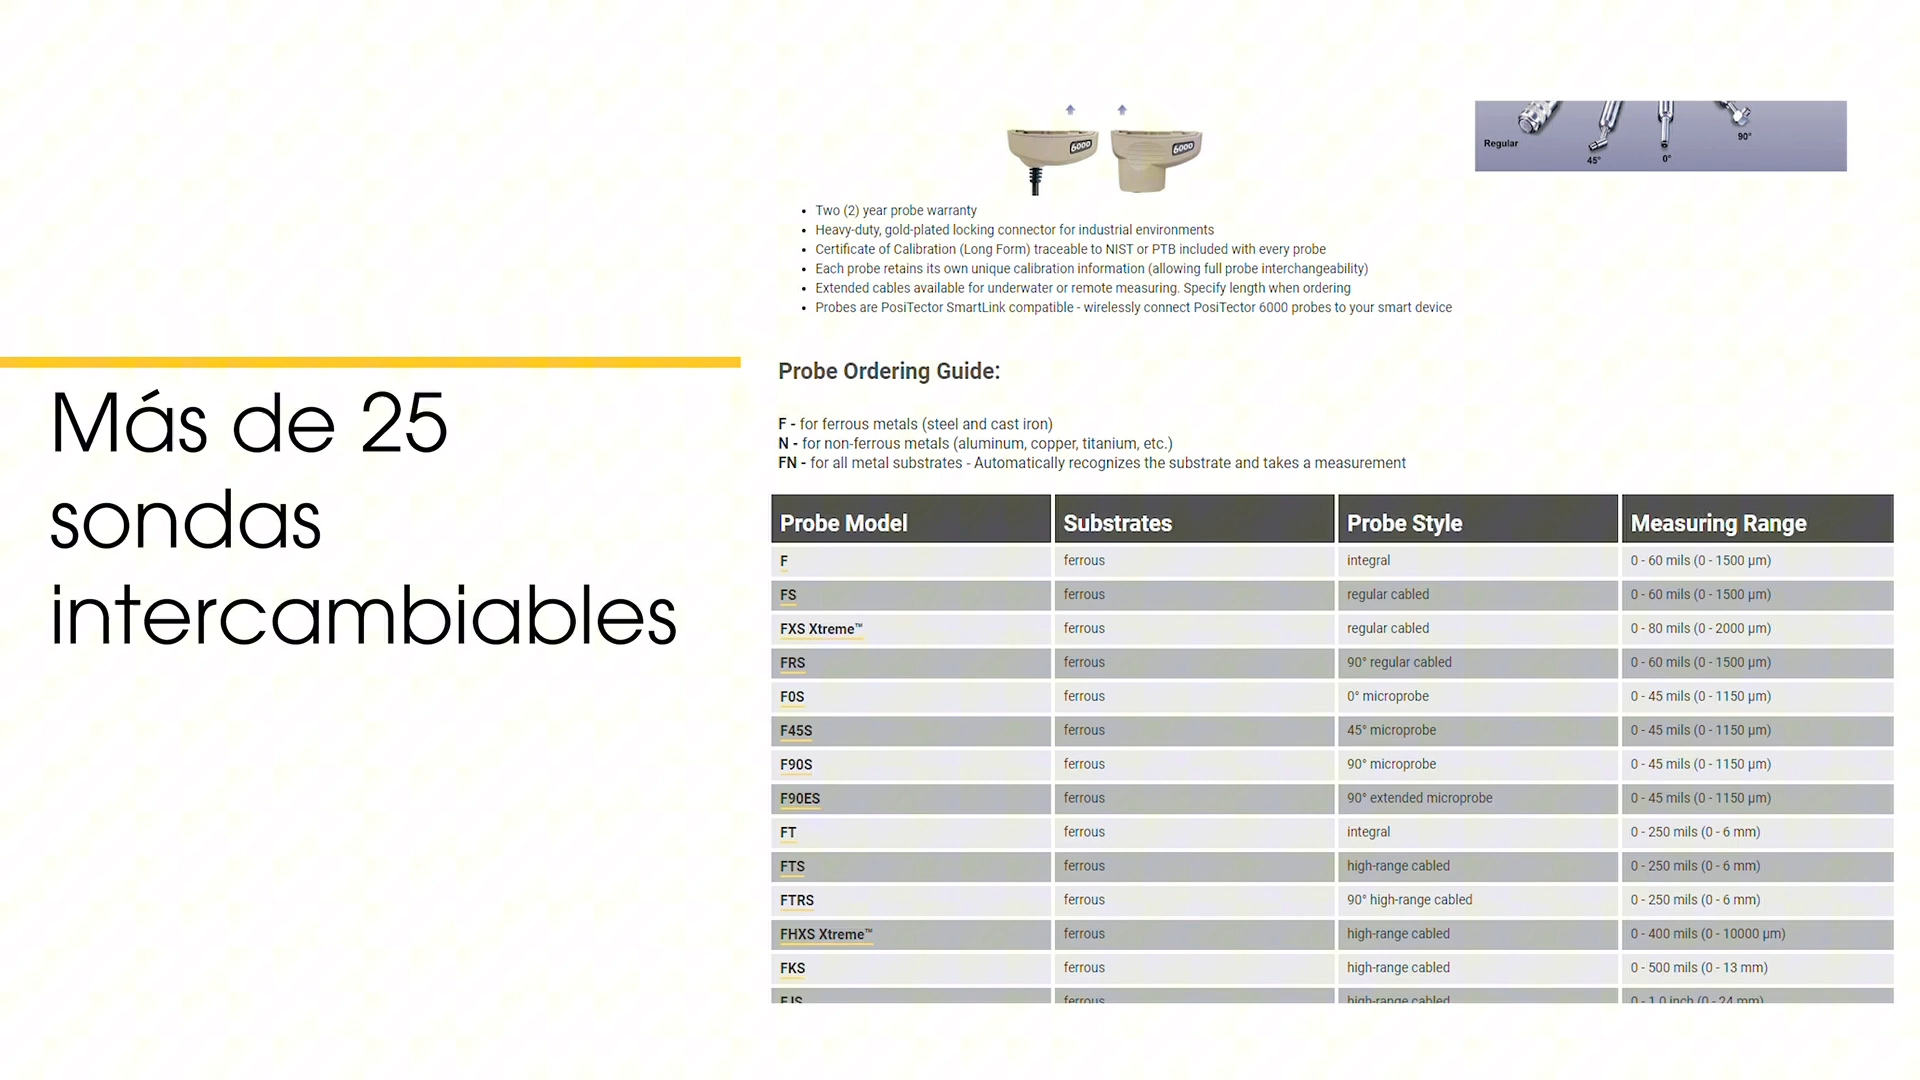 Más de 25
sondas
intercambiables
6000 6000
Regular 45° 0° 90°
• Two (2) year probe warranty
• Heavy-duty, gold-plated locking connector for industrial environments
• Certificate of Calibration (Long Form) traceable to NIST or PTB included with every probe
• Each probe retains its own unique calibration information (allowing full probe interchangeability)
• Extended cables available for underwater or remote measuring. Specify length when ordering
• Probes are PosiTector SmartLink compatible - wirelessly connect PosiTector 6000 probes to your smart device
Probe Ordering Guide:
F - for ferrous metals (steel and cast iron)
N - for non-ferrous metals (aluminum, copper, titanium, etc.)
FN - for all metal substrates - Automatically recognizes the substrate and takes a measurement
Probe Model Substrates Probe Style Measuring Range
F ferrous integral 0 - 60 mils (0 - 1500 µm)
FS ferrous regular cabled 0 - 60 mils (0 - 1500 µm)
FXS Xtreme™ ferrous regular cabled 0 - 80 mils (0 - 2000 µm)
FRS ferrous 90° regular cabled 0 - 60 mils (0 - 1500 µm)
F0S ferrous 0° microprobe 0 - 45 mils (0 - 1150 µm)
F45S ferrous 45° microprobe 0 - 45 mils (0 - 1150 µm)
F90S ferrous 90° microprobe 0 - 45 mils (0 - 1150 µm)
F90ES ferrous 90° extended microprobe 0 - 45 mils (0 - 1150 µm)
FT ferrous integral 0 - 250 mils (0 - 6 mm)
FTS ferrous high-range cabled 0 - 250 mils (0 - 6 mm)
FTRS ferrous 90° high-range cabled 0 - 250 mils (0 - 6 mm)
FHXS Xtreme™ ferrous high-range cabled 0 - 400 mils (0 - 10000 µm)
FKS ferrous high-range cabled 0 - 500 mils (0 - 13 mm)
FJS ferrous high-range cabled 0 - 1.0 inch (0 - 24 mm)